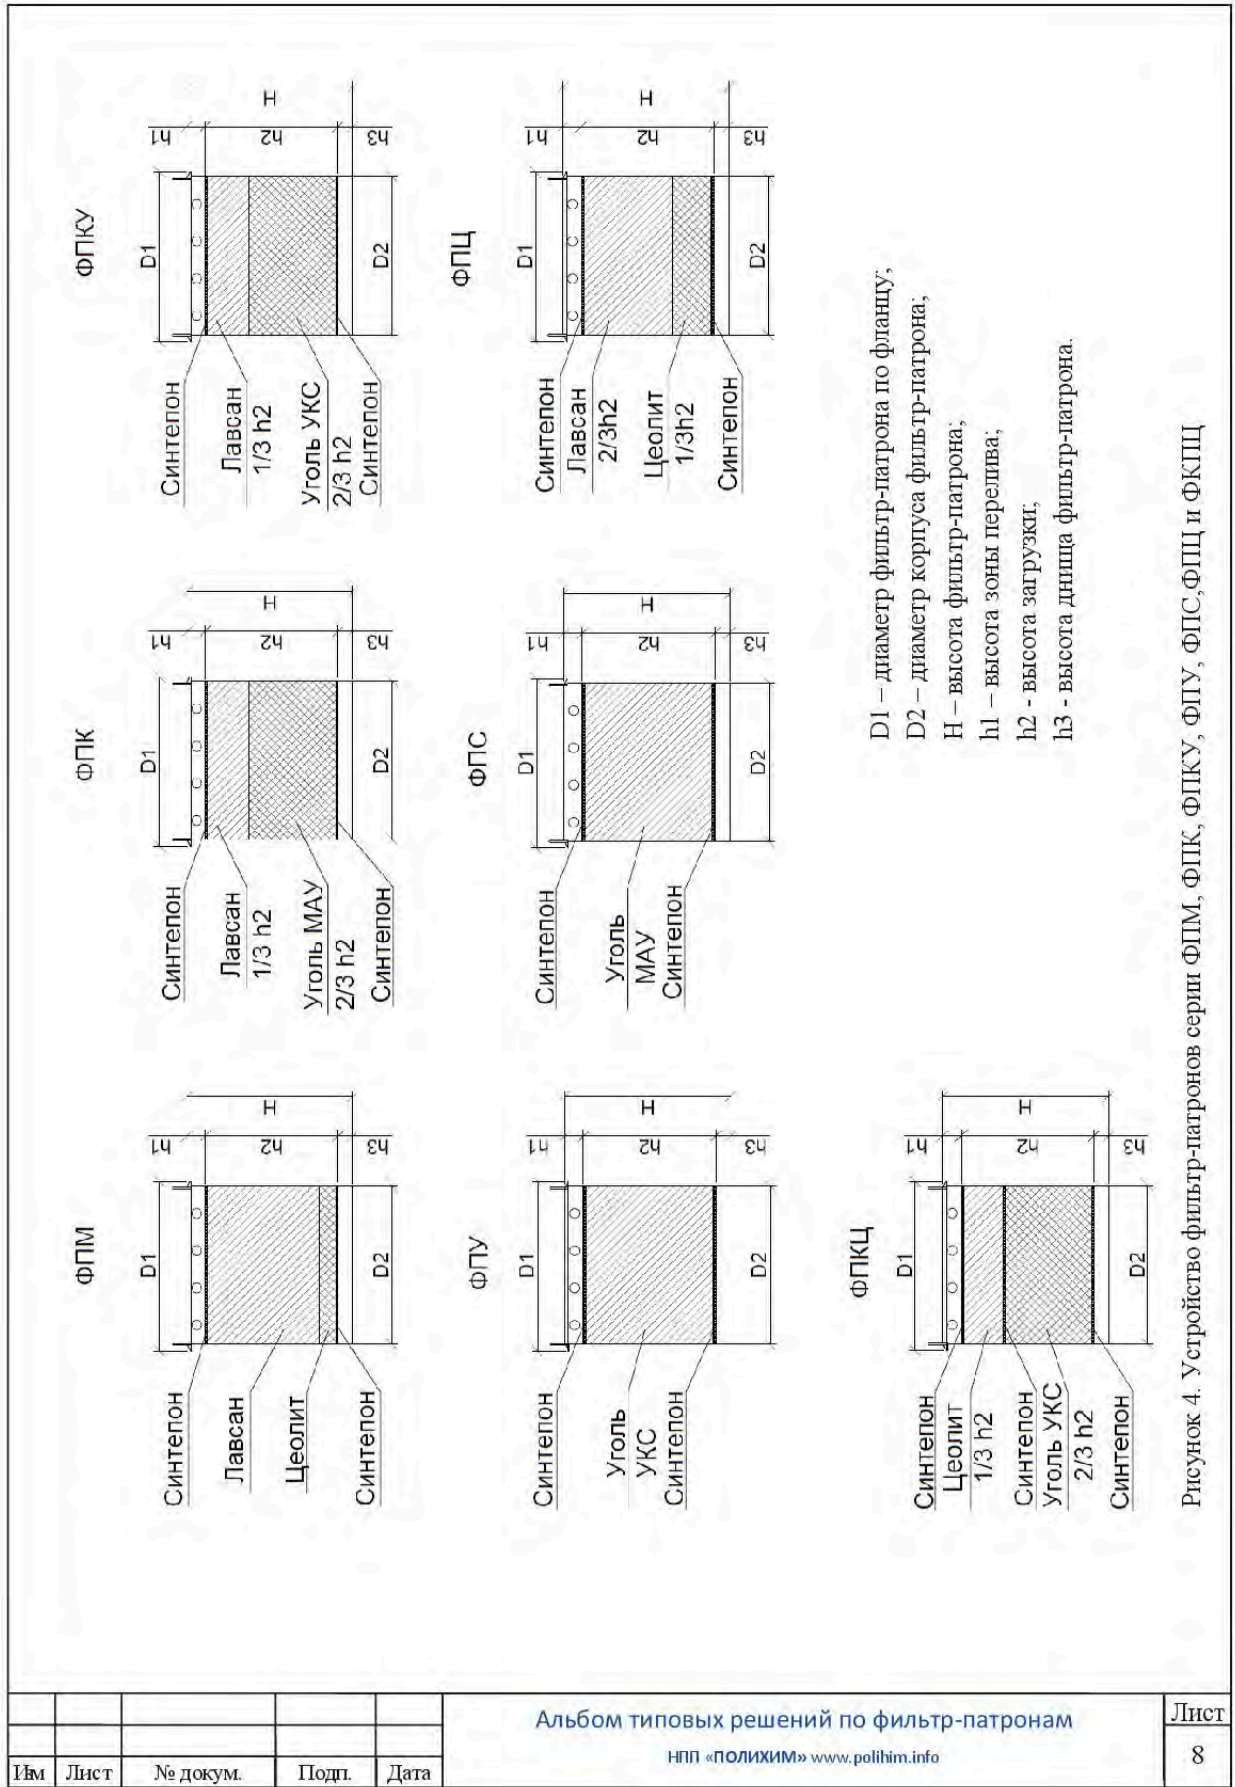 ФПМ
D1
Синтепон
Лавсан
Цеолит
Синтепон
D2
h1
h2
h3
H
ФПК
D1
Синтепон
Лавсан
1/3 h2
Уголь МАУ
2/3 h2
Синтепон
D2
h1
h2
h3
H
ФПКУ
D1
Синтепон
Лавсан
1/3 h2
Уголь УКС
2/3 h2
Синтепон
D2
h1
h2
h3
H
ФПУ
D1
Синтепон
Уголь
УКС
Синтепон
D2
h1
h2
h3
H
ФПС
D1
Синтепон
Уголь
МАУ
Синтепон
D2
h1
h2
h3
H
ФПЦ
D1
Синтепон
Лавсан
2/3h2
Цеолит
1/3h2
Синтепон
D2
h1
h2
h3
H
ФПКЦ
D1
Синтепон
Цеолит
1/3 h2
Синтепон
Уголь УКС
2/3 h2
Синтепон
D2
h1
h2
h3
H
D1 – диаметр фильтр-патрона по фланцу;
D2 – диаметр корпуса фильтр-патрона;
H – высота фильтр-патрона;
h1 – высота зоны перелива;
h2 - высота загрузки;
h3 - высота днища фильтр-патрона.
Рисунок 4. Устройство фильтр-патронов серии ФПМ, ФПК, ФПКУ, ФПУ, ФПС,ФПЦ и ФКПЦ
Им Лист № докум. Подп. Дата
Альбом типовых решений по фильтр-патронам
НПП «ПОЛИХИМ» www.polihim.info
Лист
8